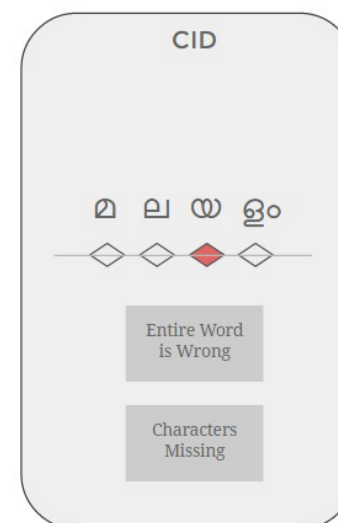 CID
മ ല യ ളം
Entire Word
is Wrong
Characters
Missing